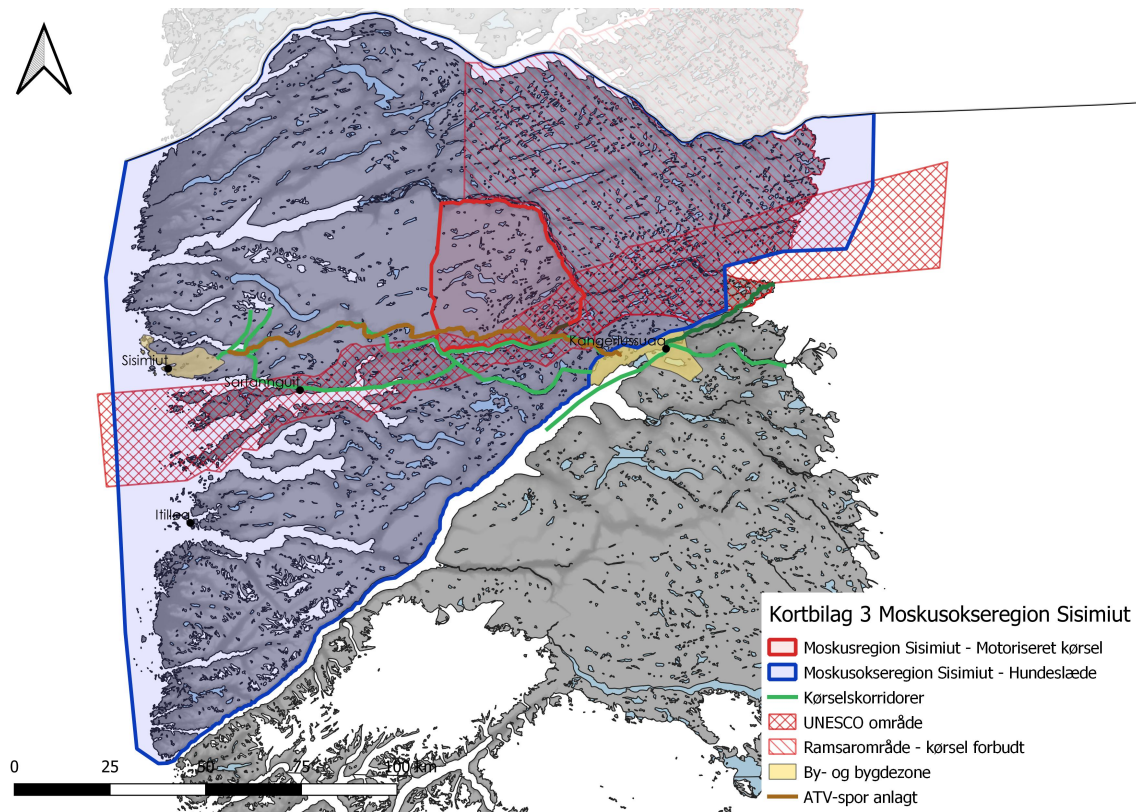 Sisimiut
Sarfannguit
Kangerlussuaq
Itilleq
0 25 50 75 100 km
Kortbilag 3 Moskusokseregion Sisimiut
Moskusregion Sisimiut - Motoriseret kørsel
Moskusokseregion Sisimiut - Hundeslæde
Kørselskorridorer
UNESCO område
Ramsarområde - kørsel forbudt
By- og bygdezone
ATV-spor anlagt